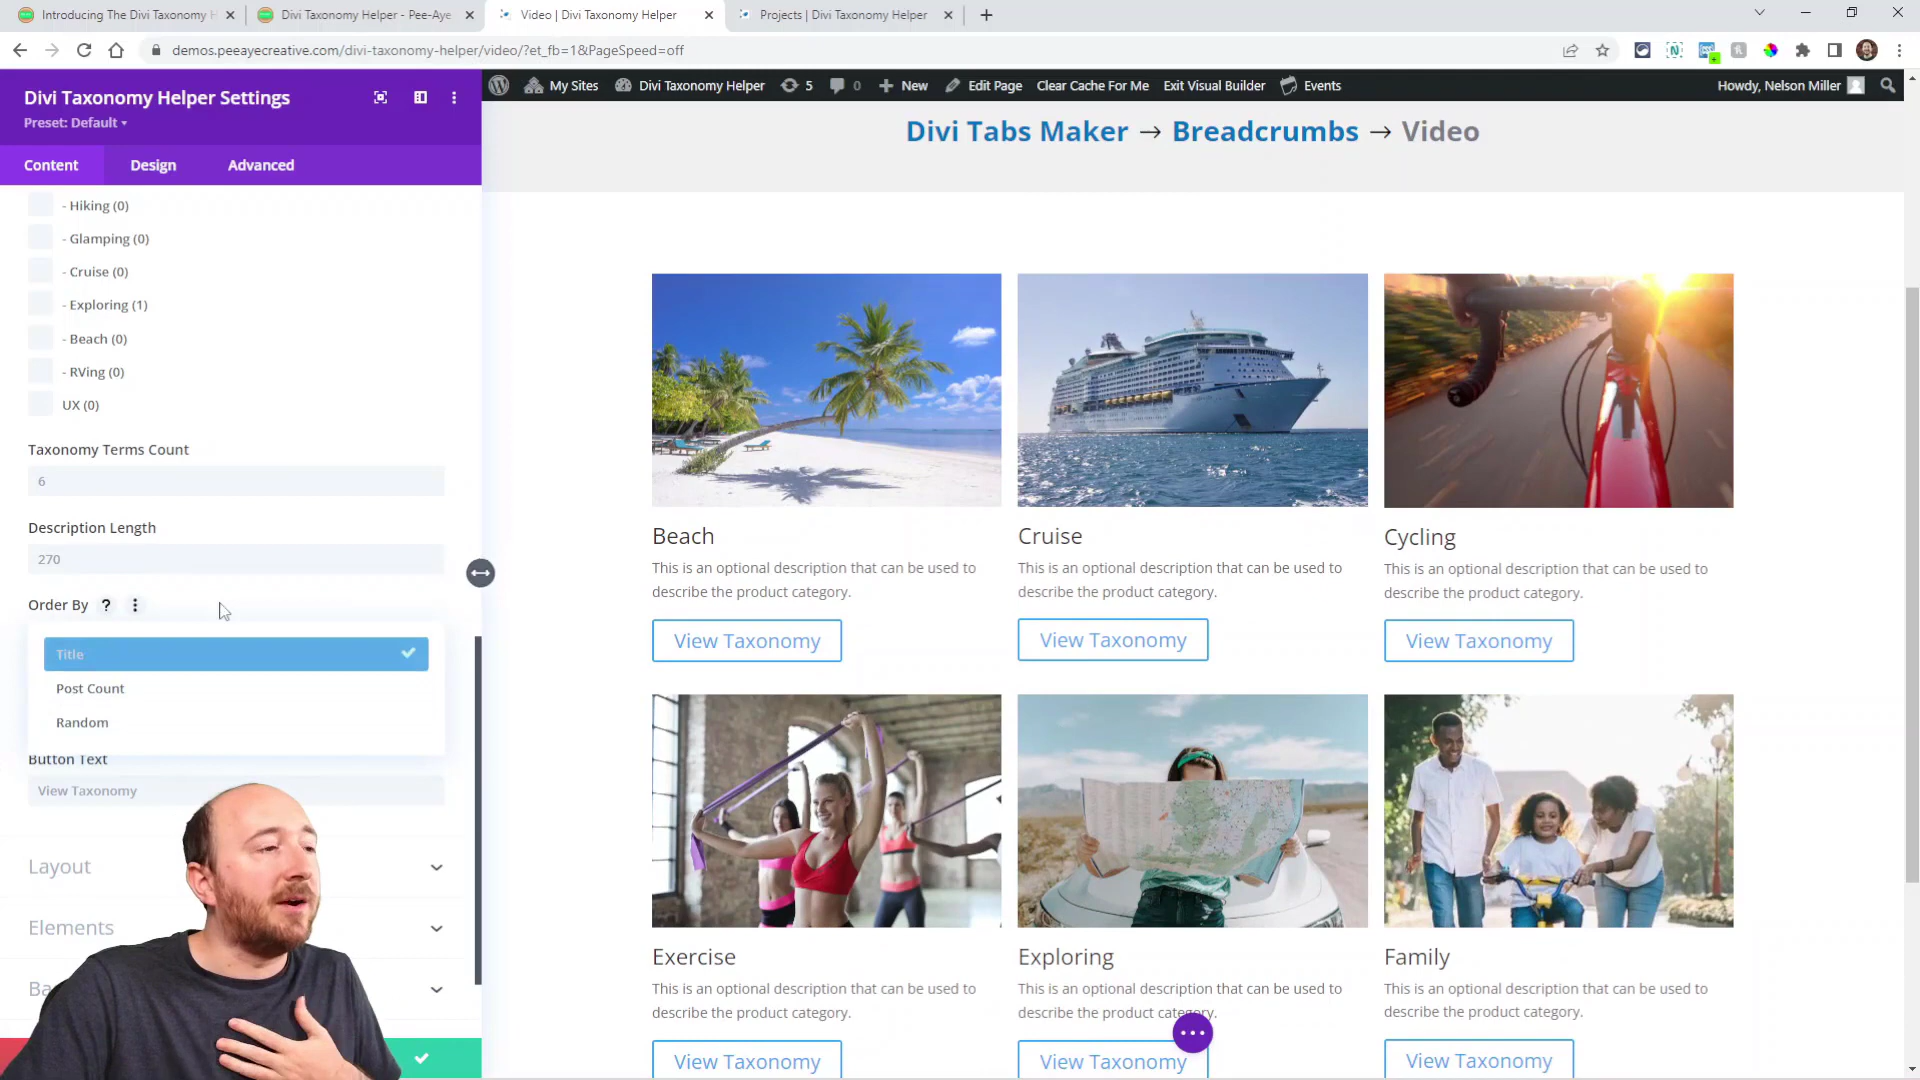 Introducing The Divi Taxonomy H
Divi Taxonomy Helper - Pee-Aye
Video | Divi Taxonomy Helper
Projects | Divi Taxonomy Helper
demos.peeayecreative.com/divi-taxonomy-helper/video/?et_fb=1&PageSpeed=off
Divi Taxonomy Helper Settings
Preset: Default
Content
Design
Advanced
- Hiking (0)
- Glamping (0)
- Cruise (0)
- Exploring (1)
- Beach (0)
- RVing (0)
UX (0)
Taxonomy Terms Count
6
Description Length
270
Order By ?
Title
Post Count
Random
Button Text
View Taxonomy
Layout
Elements
Ba
My Sites
Divi Taxonomy Helper
5
0
New
Edit Page
Clear Cache For Me
Exit Visual Builder
Events
Howdy, Nelson Miller
Divi Tabs Maker → Breadcrumbs → Video
Beach
This is an optional description that can be used to
describe the product category.
View Taxonomy
Cruise
This is an optional description that can be used to
describe the product category.
View Taxonomy
Cycling
This is an optional description that can be used to
describe the product category.
View Taxonomy
Exercise
This is an optional description that can be used to
describe the product category.
View Taxonomy
Exploring
This is an optional description that can be used to
describe the product category.
View Taxonomy
Family
This is an optional description that can be used to
describe the product category.
View Taxonomy